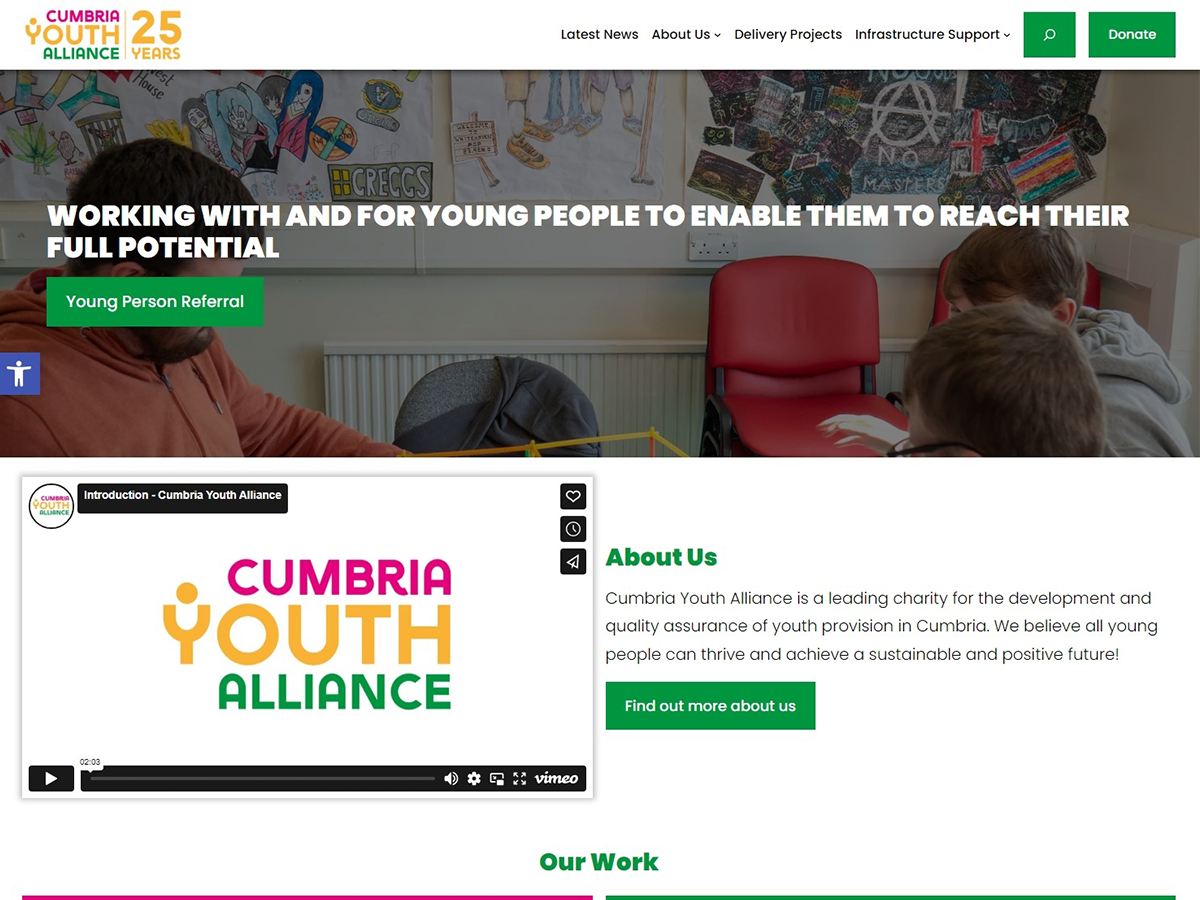 CUMBRIA
YOUTH
ALLIANCE
25
YEARS
Latest News
About Us
Delivery Projects
Infrastructure Support
Donate
House
GRECGS
WELCOME
NO
MASTERS
WORKING WITH AND FOR YOUNG PEOPLE TO ENABLE THEM TO REACH THEIR
FULL POTENTIAL
Young Person Referral
CUMBRIA
YOUTH
ALLIANCE
Introduction - Cumbria Youth Alliance
CUMBRIA
YOUTH
ALLIANCE
02:03
vimeo
About Us
Cumbria Youth Alliance is a leading charity for the development and
quality assurance of youth provision in Cumbria. We believe all young
people can thrive and achieve a sustainable and positive future!
Find out more about us
Our Work